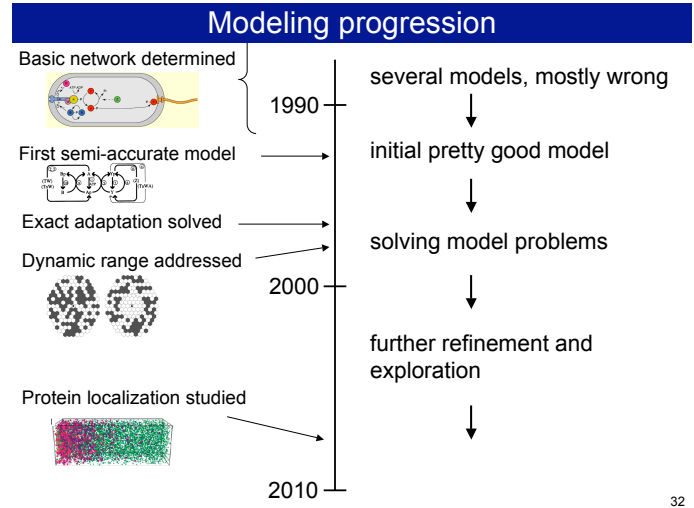 Modeling progression
Basic network determined
several models, mostly wrong
1990
First semi-accurate model
initial pretty good model
Exact adaptation solved
solving model problems
Dynamic range addressed
2000
further refinement and
exploration
Protein localization studied
2010
32